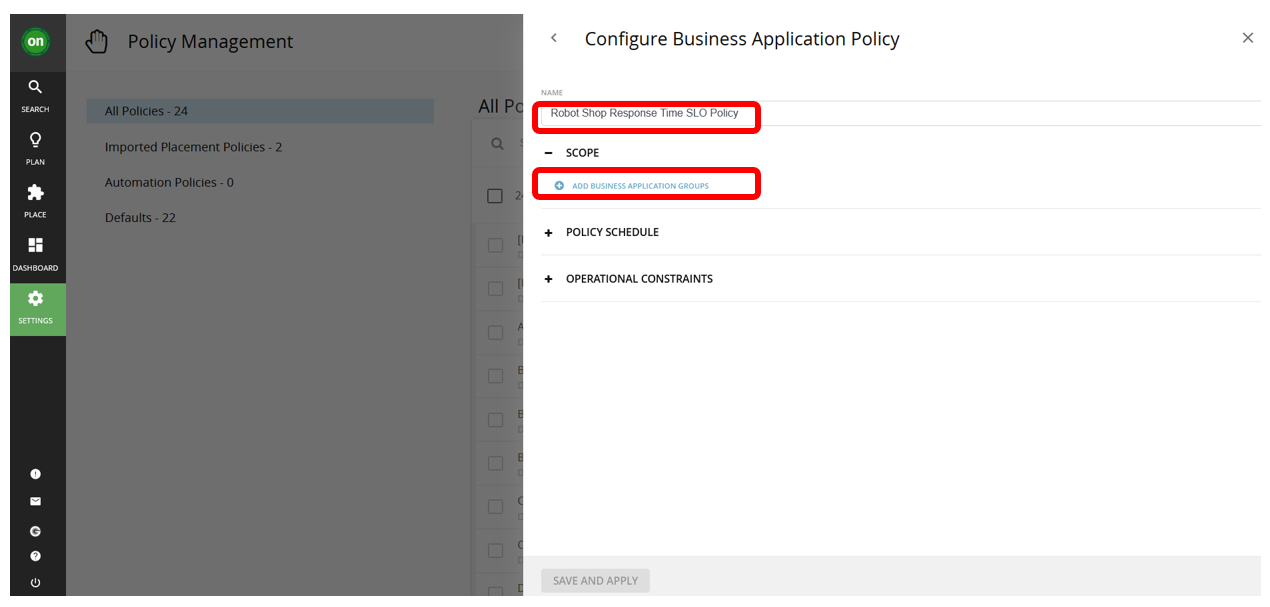 on
Policy Management
SEARCH
PLAN
PLACE
DASHBOARD
SETTINGS
All Policies - 24
Imported Placement Policies - 2
Automation Policies - 0
Defaults - 22
All Po
Configure Business Application Policy
NAME
Robot Shop Response Time SLO Policy
SCOPE
ADD BUSINESS APPLICATION GROUPS
POLICY SCHEDULE
OPERATIONAL CONSTRAINTS
SAVE AND APPLY